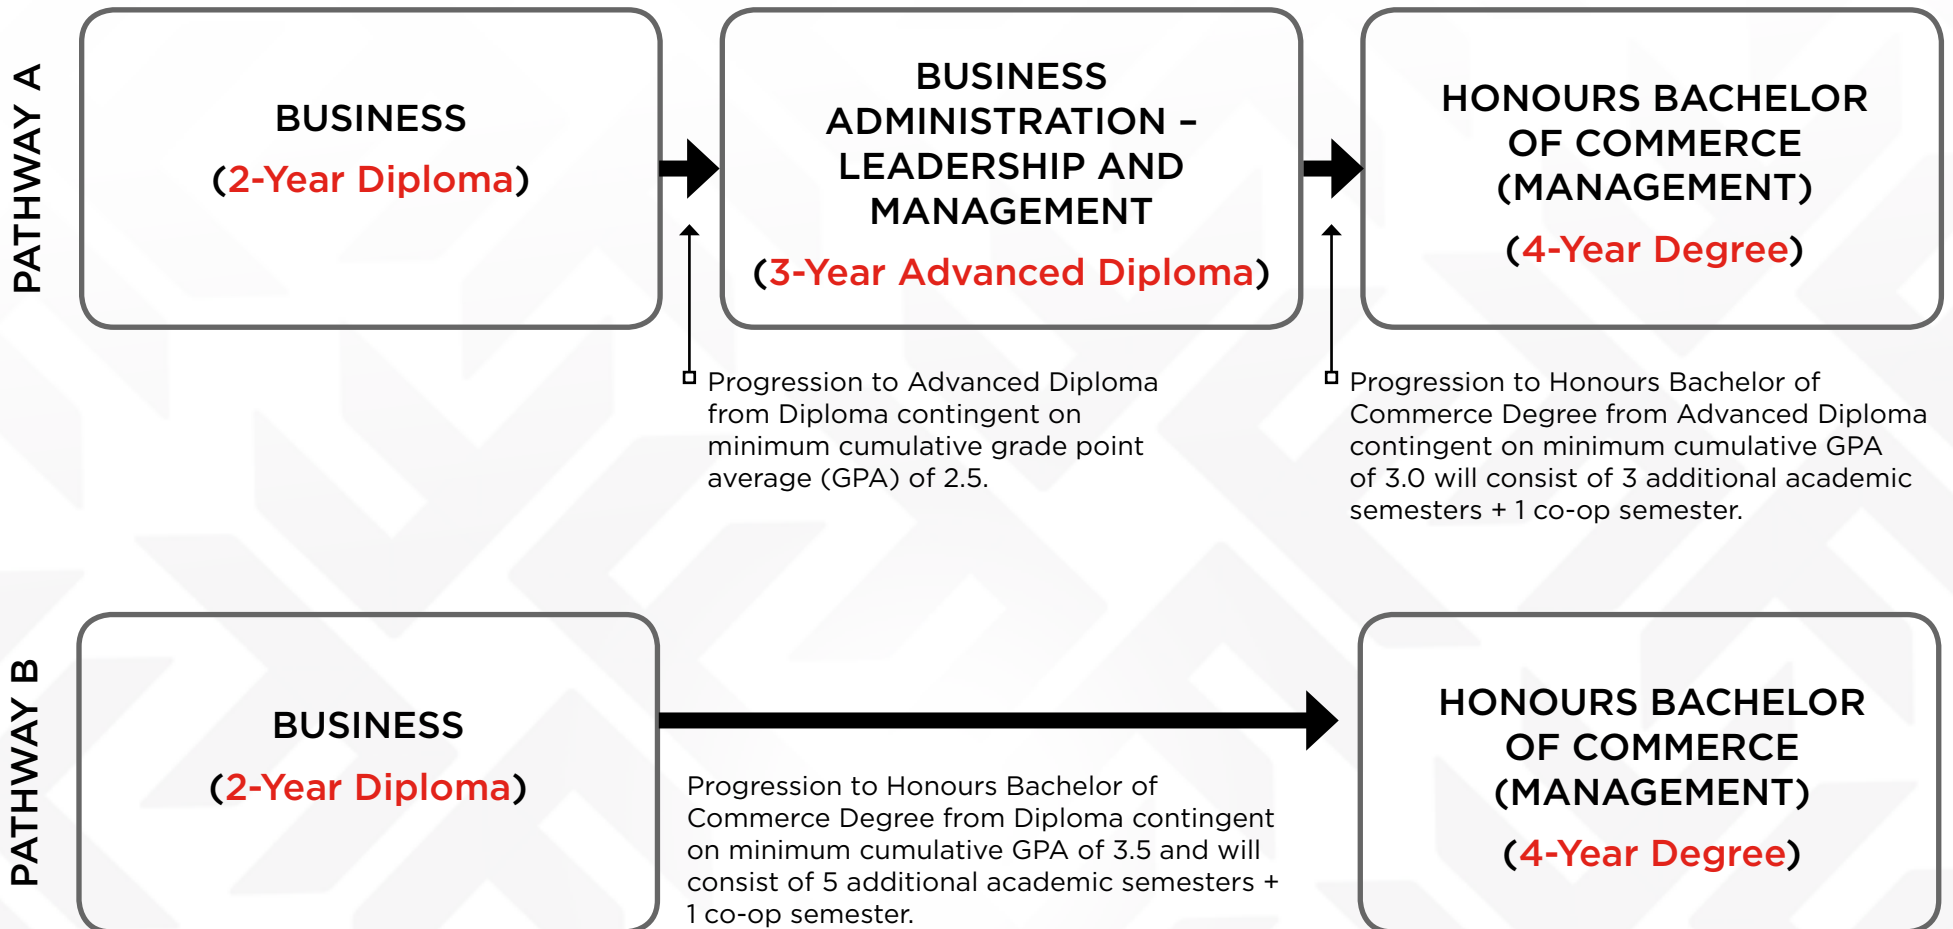 PATHWAY A
BUSINESS
(2-Year Diploma)
BUSINESS
ADMINISTRATION –
LEADERSHIP AND
MANAGEMENT
(3-Year Advanced Diploma)
HONOURS BACHELOR
OF COMMERCE
(MANAGEMENT)
(4-Year Degree)
Progression to Advanced Diploma
from Diploma contingent on
minimum cumulative grade point
average (GPA) of 2.5.
Progression to Honours Bachelor of
Commerce Degree from Advanced Diploma
contingent on minimum cumulative GPA
of 3.0 will consist of 3 additional academic
semesters + 1 co-op semester.
PATHWAY B
BUSINESS
(2-Year Diploma)
Progression to Honours Bachelor of
Commerce Degree from Diploma contingent
on minimum cumulative GPA of 3.5 and will
consist of 5 additional academic semesters +
1 co-op semester.
HONOURS BACHELOR
OF COMMERCE
(MANAGEMENT)
(4-Year Degree)